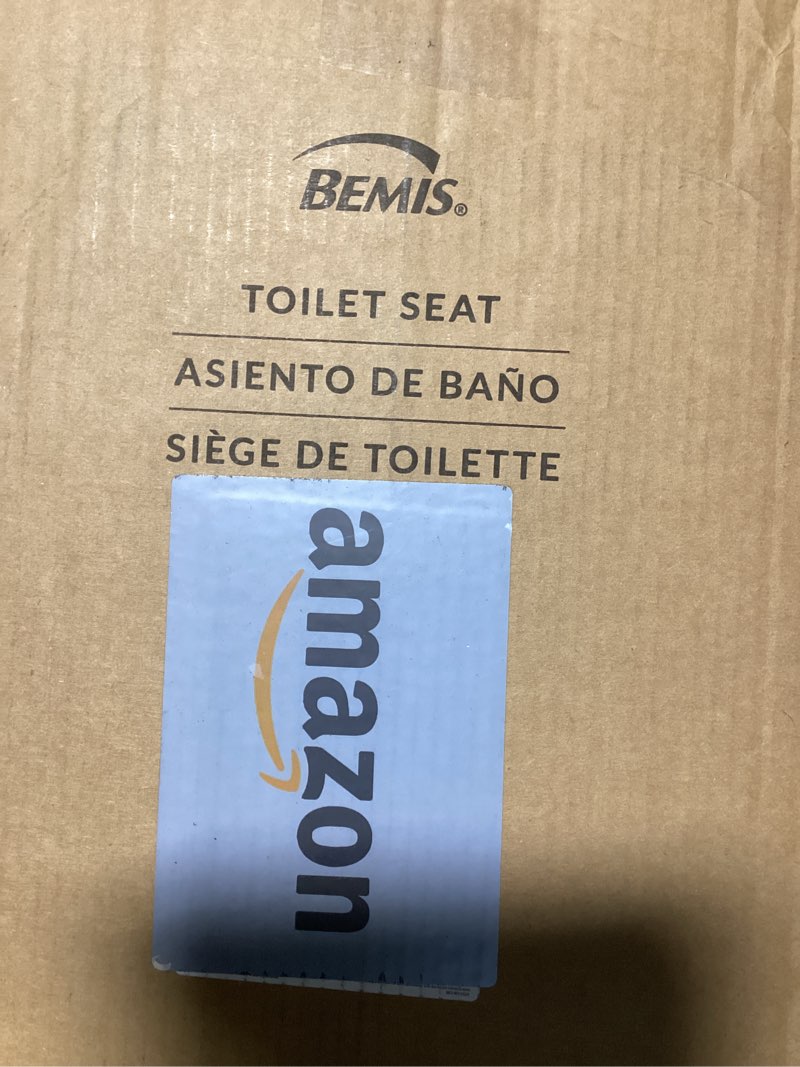 BEMIS®
TOILET SEAT
ASIENTO DE BAÑO
SIÈGE DE TOILETTE
amazon